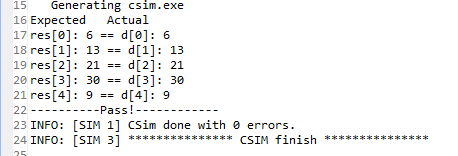 15 Generating csim.exe
16 Expected Actual
17 res[0]: 6 == d[0]: 6
18 res[1]: 13 == d[1]: 13
19 res[2]: 21 == d[2]: 21
20 res[3]: 30 == d[3]: 30
21 res[4]: 9 == d[4]: 9
22 ----------Pass!------------
23 INFO: [SIM 1] CSim done with 0 errors.
24 INFO: [SIM 3] *************** CSIM finish ***************
25